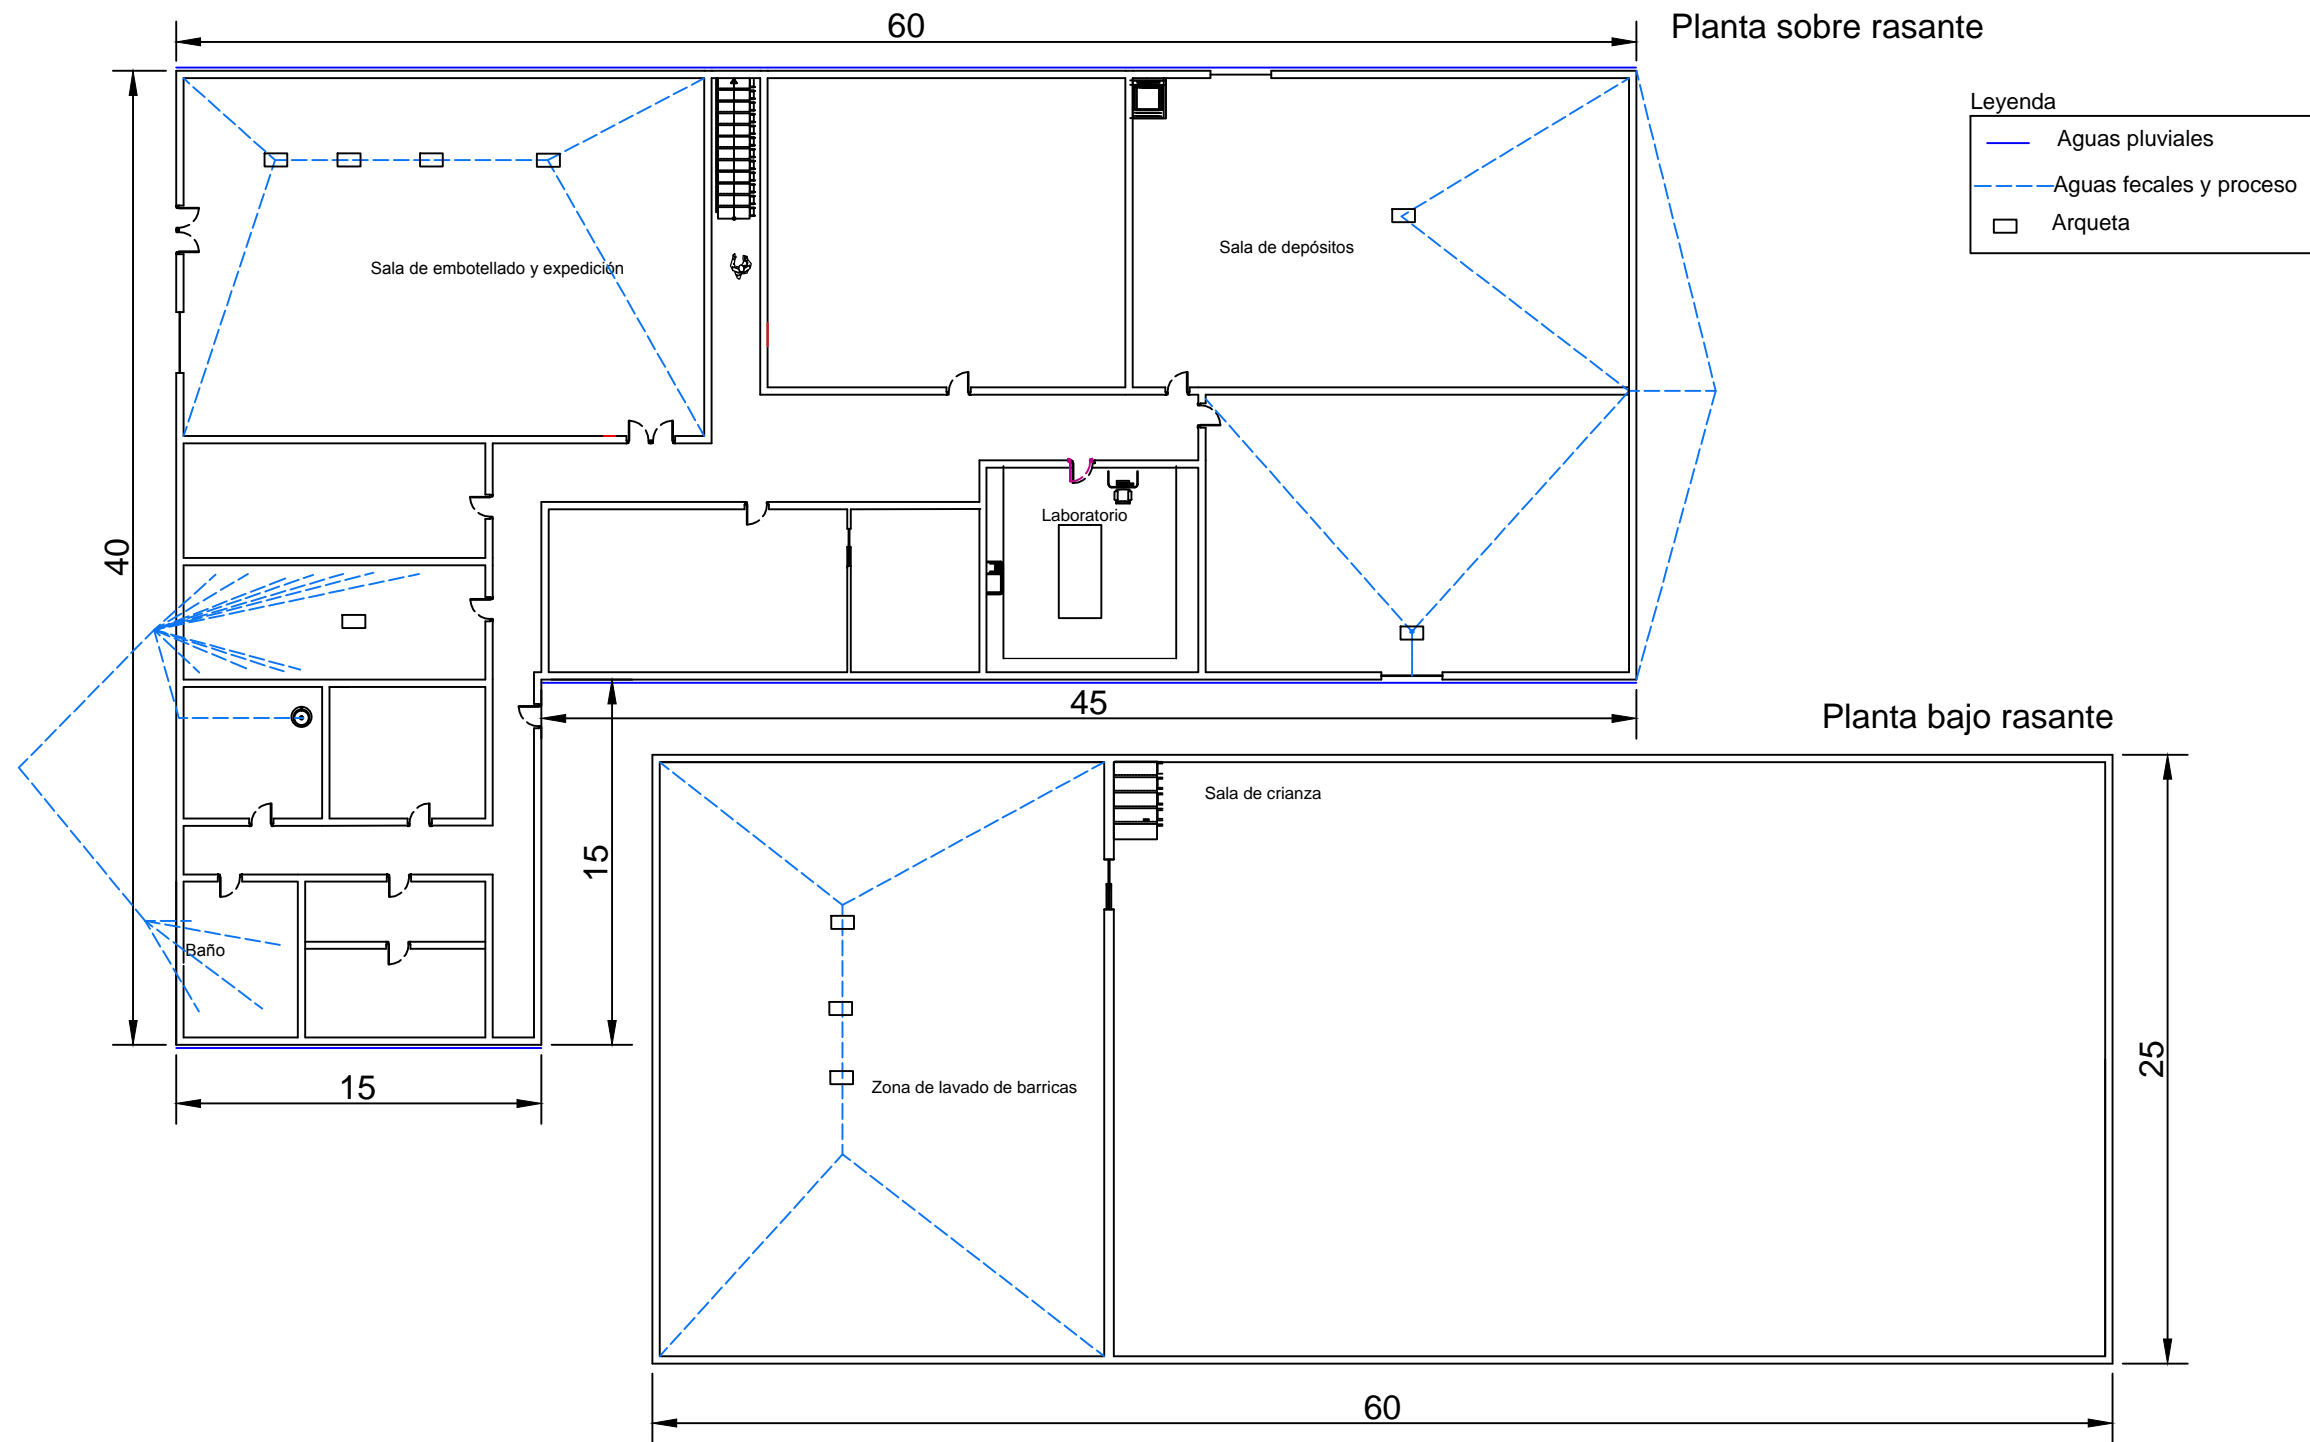 60
Planta sobre rasante
Leyenda
Aguas pluviales
Aguas fecales y proceso
Arqueta
Sala de embotellado y expedición
Sala de depósitos
40
Laboratorio
45
Planta bajo rasante
15
Sala de crianza
Baño
Zona de lavado de barricas
25
15
60